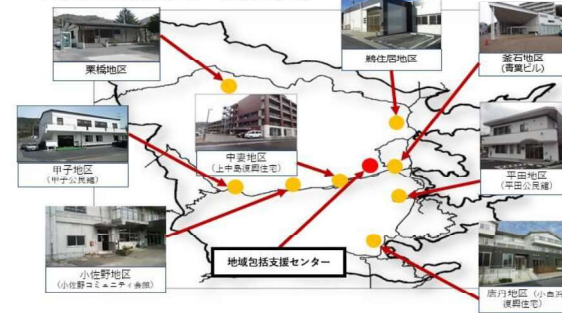 栗橋地区
鵜住居地区
釜石地区
(青葉ビル)
甲子地区
(甲子公民館)
中妻地区
(上中島復興住宅)
平田地区
(平田公民館)
小佐野地区
(小佐野コミュニティ会館)
地域包括支援センター
唐丹地区 (小白浜
復興住宅)